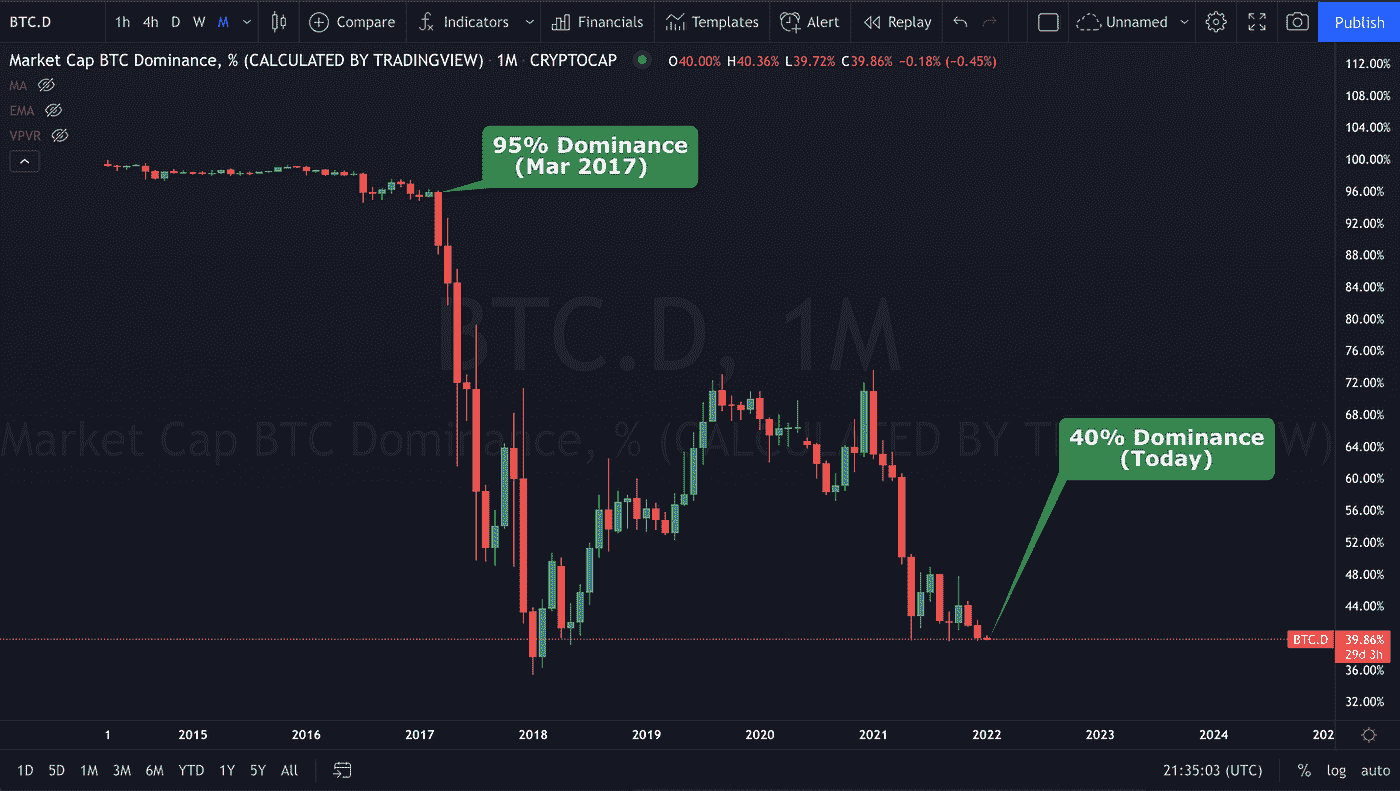 BTC.D 1h 4h D W M Compare Indicators Financials Templates Alert Replay Unnamed Publish
Market Cap BTC Dominance, % (CALCULATED BY TRADINGVIEW) · 1M · CRYPTOCAP O40.00% H40.36% L39.72% C39.86% −0.18% (−0.45%)
MA
EMA
VPVR
95% Dominance
(Mar 2017)
BTC.D, 1M
Market Cap BTC Dominance, % (CALCULATED BY TRADINGVIEW)
40% Dominance
(Today)
112.00%
108.00%
104.00%
100.00%
96.00%
92.00%
88.00%
84.00%
80.00%
76.00%
72.00%
68.00%
64.00%
60.00%
56.00%
52.00%
48.00%
44.00%
BTC.D 39.86%
29d 3h
36.00%
32.00%
1 2015 2016 2017 2018 2019 2020 2021 2022 2023 2024 202
1D 5D 1M 3M 6M YTD 1Y 5Y All 21:35:03 (UTC) % log auto